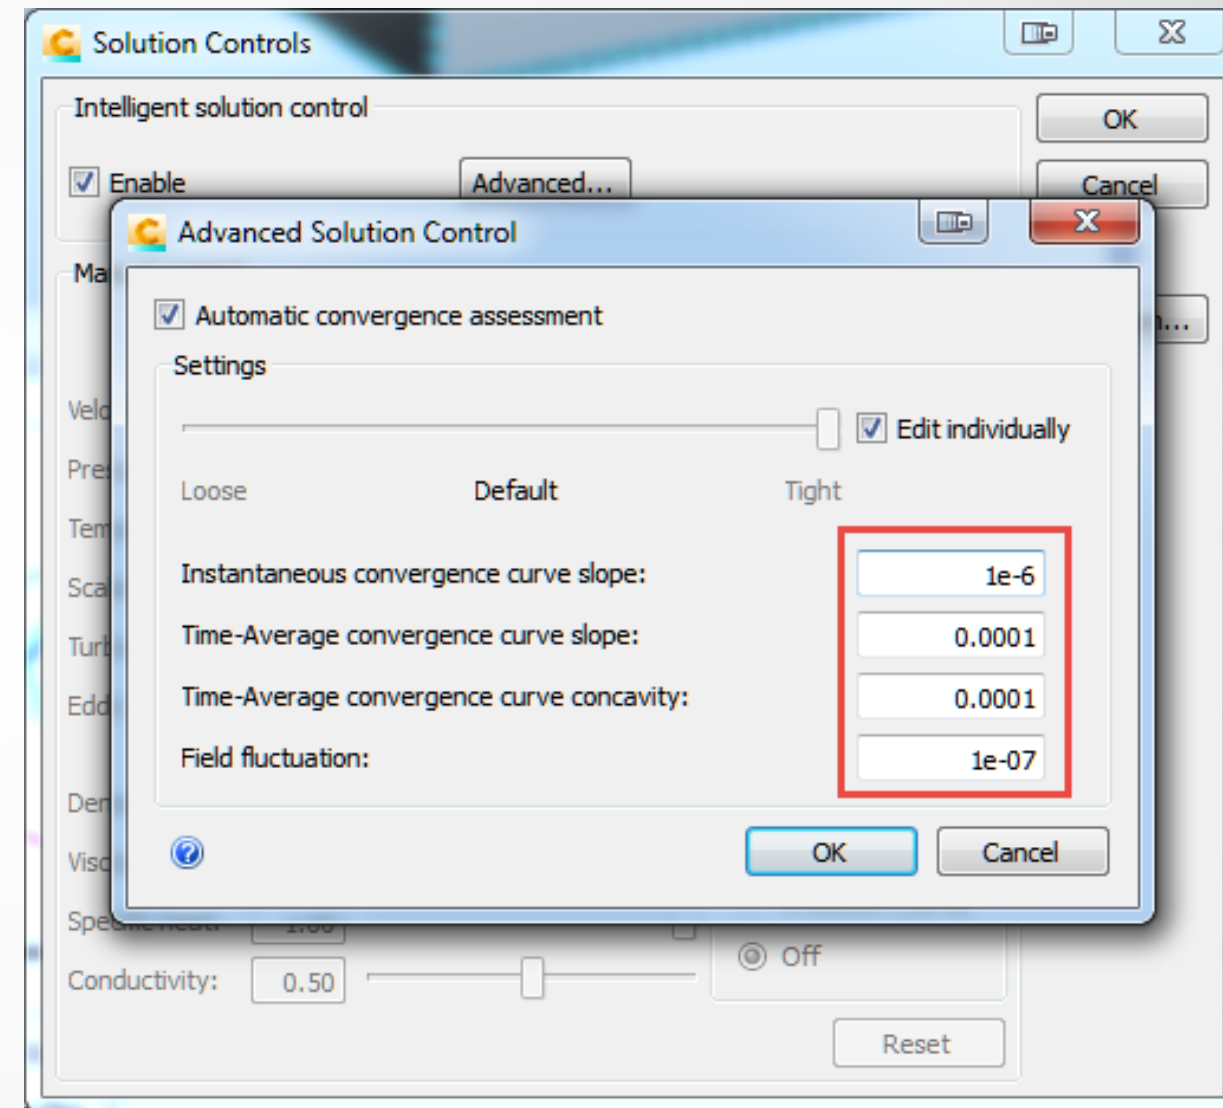 Solution Controls
Intelligent solution control
OK
Enable
Advanced...
Cancel
Advanced Solution Control
Automatic convergence assessment
Settings
Edit individually
Loose
Default
Tight
Instantaneous convergence curve slope:
1e-6
Time-Average convergence curve slope:
0.0001
Time-Average convergence curve concavity:
0.0001
Field fluctuation:
1e-07
OK
Cancel
Conductivity:
0.50
Off
Reset